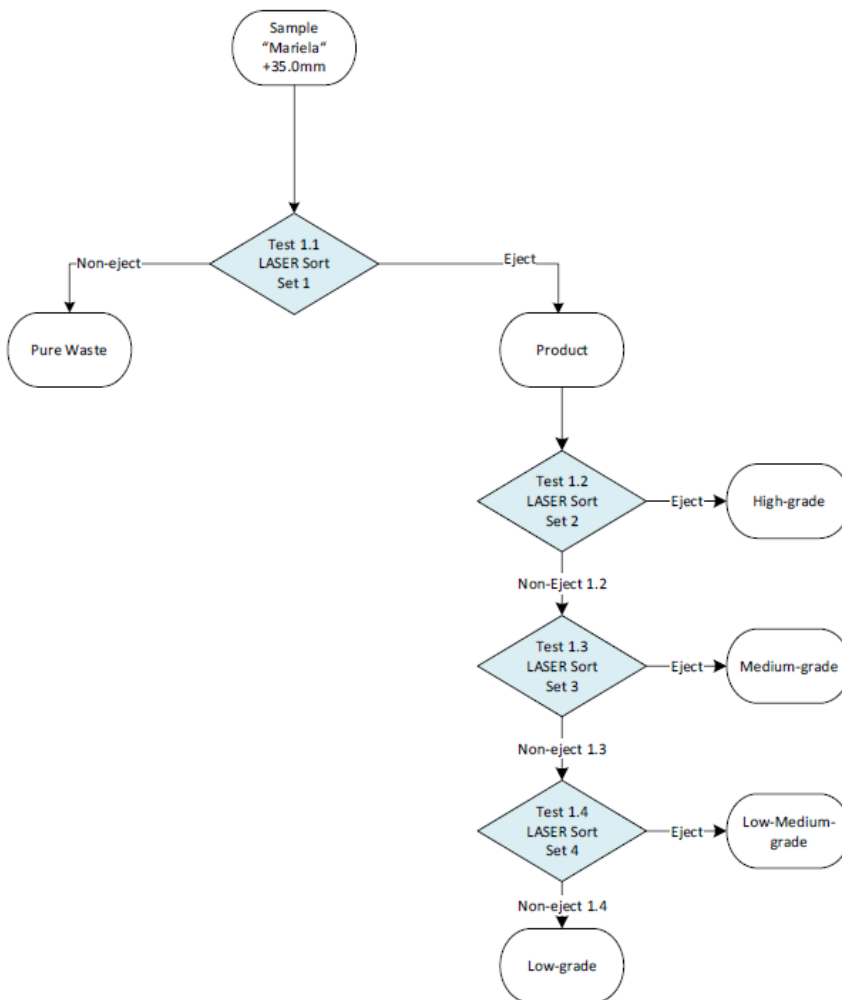 Sample
“Mariela“
+35.0mm
Test 1.1
LASER Sort
Set 1
Non-eject
Eject
Pure Waste
Product
Test 1.2
LASER Sort
Set 2
Eject
High-grade
Non-Eject 1.2
Test 1.3
LASER Sort
Set 3
Eject
Medium-grade
Non-eject 1.3
Test 1.4
LASER Sort
Set 4
Eject
Low-Medium-
grade
Non-eject 1.4
Low-grade